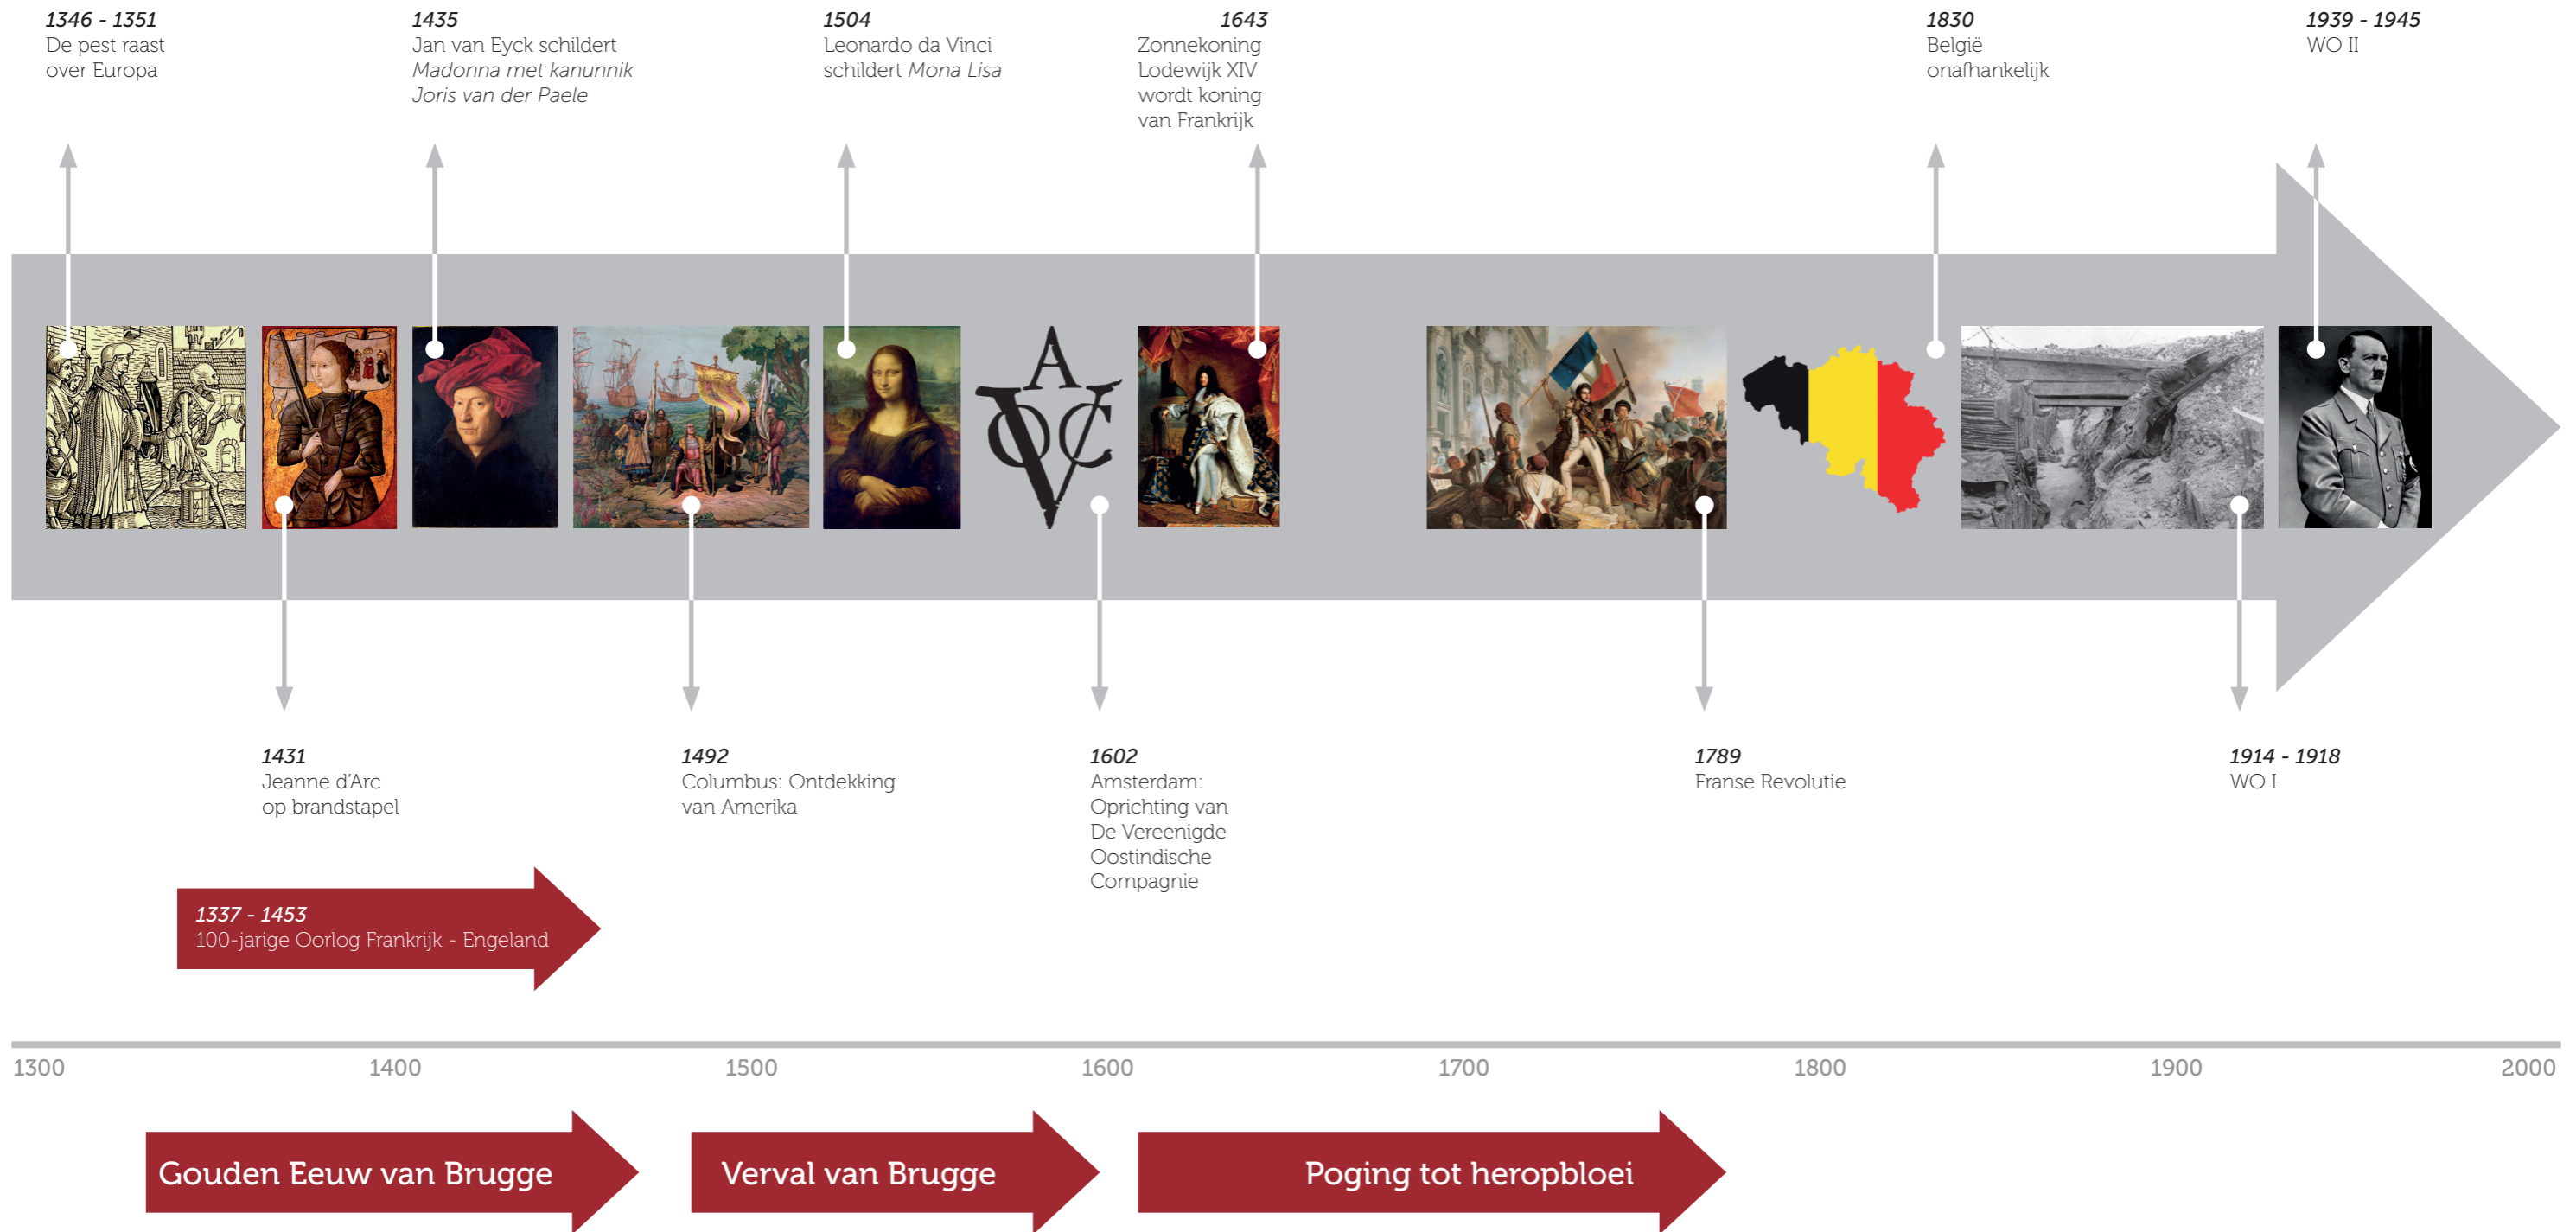 1346 - 1351
De pest raast
over Europa
1435
Jan van Eyck schildert
Madonna met kanunnik
Joris van der Paele
1504
Leonardo da Vinci
schildert Mona Lisa
1643
Zonnekoning
Lodewijk XIV
wordt koning
van Frankrijk
1830
België
onafhankelijk
1939 - 1945
WO II
A
VOC
1431
Jeanne d'Arc
op brandstapel
1492
Columbus: Ontdekking
van Amerika
1602
Amsterdam:
Oprichting van
De Vereenigde
Oostindische
Compagnie
1789
Franse Revolutie
1914 - 1918
WO I
1337 - 1453
100-jarige Oorlog Frankrijk - Engeland
1300 1400 1500 1600 1700 1800 1900 2000
Gouden Eeuw van Brugge
Verval van Brugge
Poging tot heropbloei